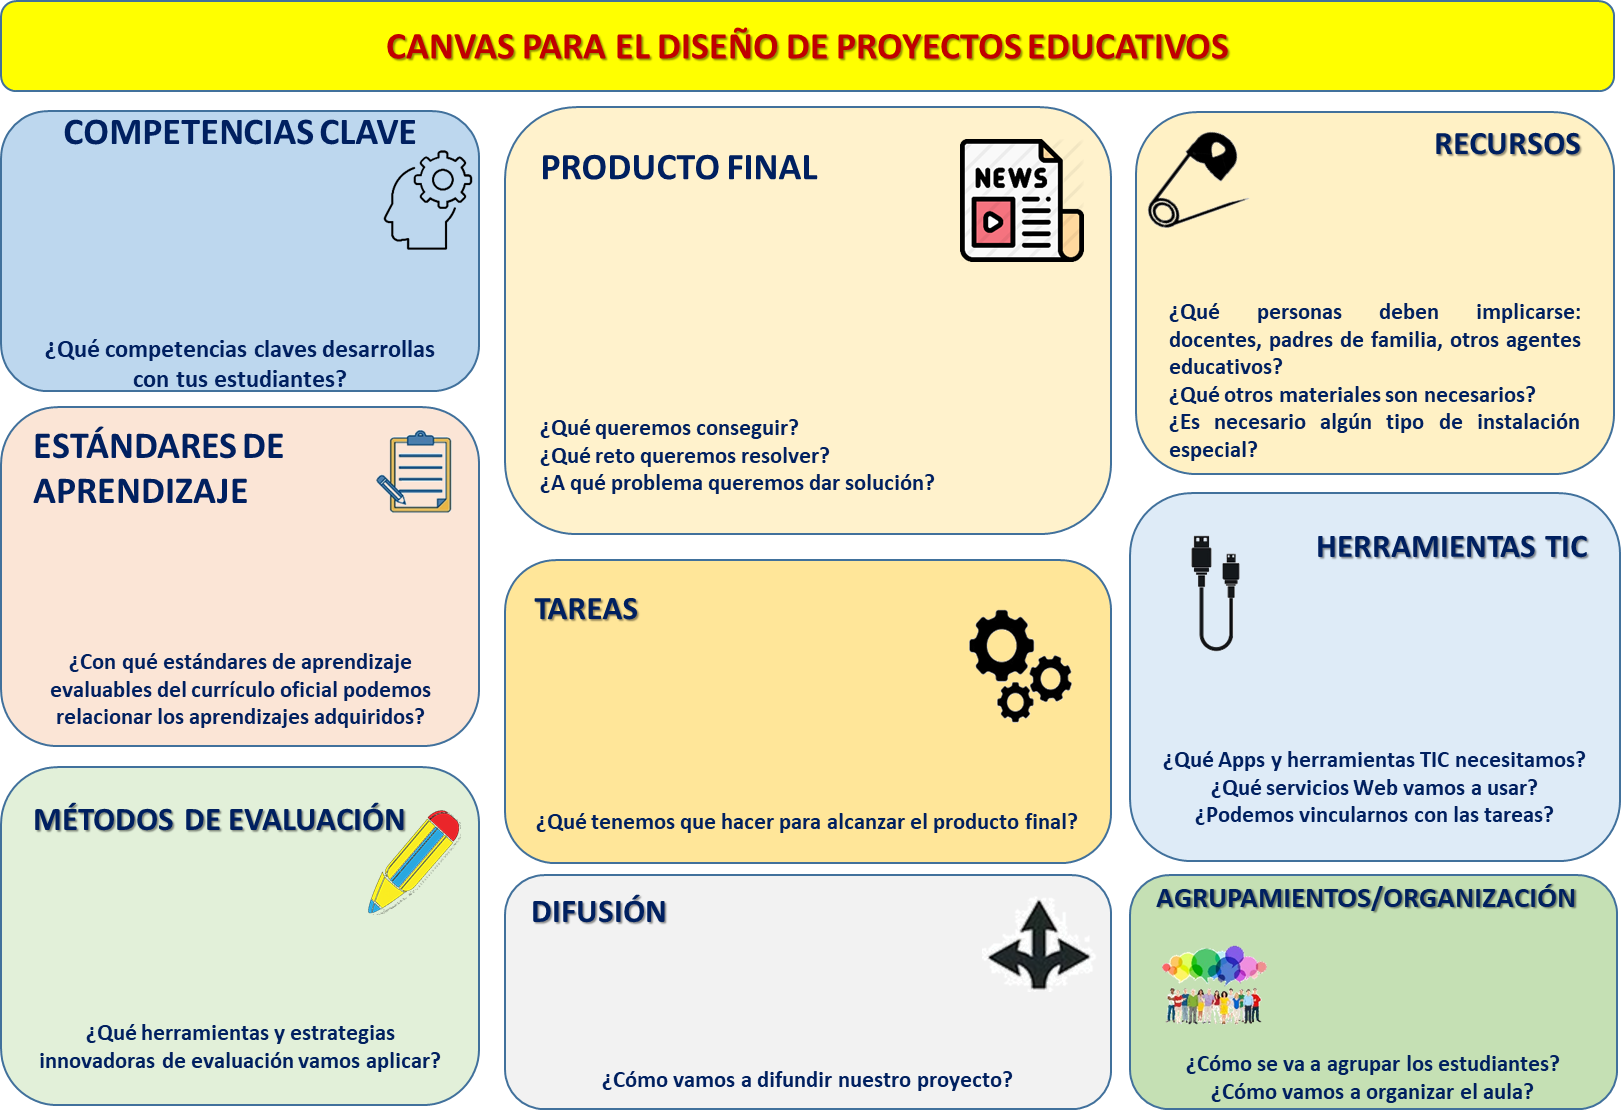 CANVAS PARA EL DISEÑO DE PROYECTOS EDUCATIVOS
COMPETENCIAS CLAVE
¿Qué competencias claves desarrollas
con tus estudiantes?
ESTÁNDARES DE
APRENDIZAJE
¿Con qué estándares de aprendizaje
evaluables del currículo oficial podemos
relacionar los aprendizajes adquiridos?
MÉTODOS DE EVALUACIÓN
¿Qué herramientas y estrategias
innovadoras de evaluación vamos aplicar?
PRODUCTO FINAL
NEWS
¿Qué queremos conseguir?
¿Qué reto queremos resolver?
¿A qué problema queremos dar solución?
TAREAS
¿Qué tenemos que hacer para alcanzar el producto final?
DIFUSIÓN
¿Cómo vamos a difundir nuestro proyecto?
RECURSOS
¿Qué personas deben implicarse:
docentes, padres de familia, otros agentes
educativos?
¿Qué otros materiales son necesarios?
¿Es necesario algún tipo de instalación
especial?
HERRAMIENTAS TIC
¿Qué Apps y herramientas TIC necesitamos?
¿Qué servicios Web vamos a usar?
¿Podemos vincularnos con las tareas?
AGRUPAMIENTOS/ORGANIZACIÓN
¿Cómo se va a agrupar los estudiantes?
¿Cómo vamos a organizar el aula?